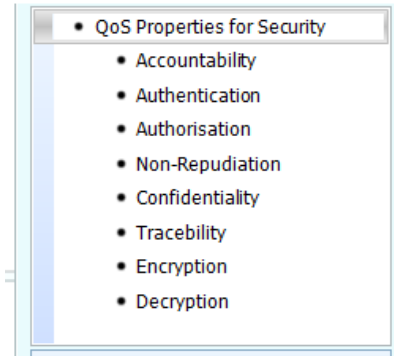 QoS Properties for Security
Accountability
Authentication
Authorisation
Non-Repudiation
Confidentiality
Tracebility
Encryption
Decryption